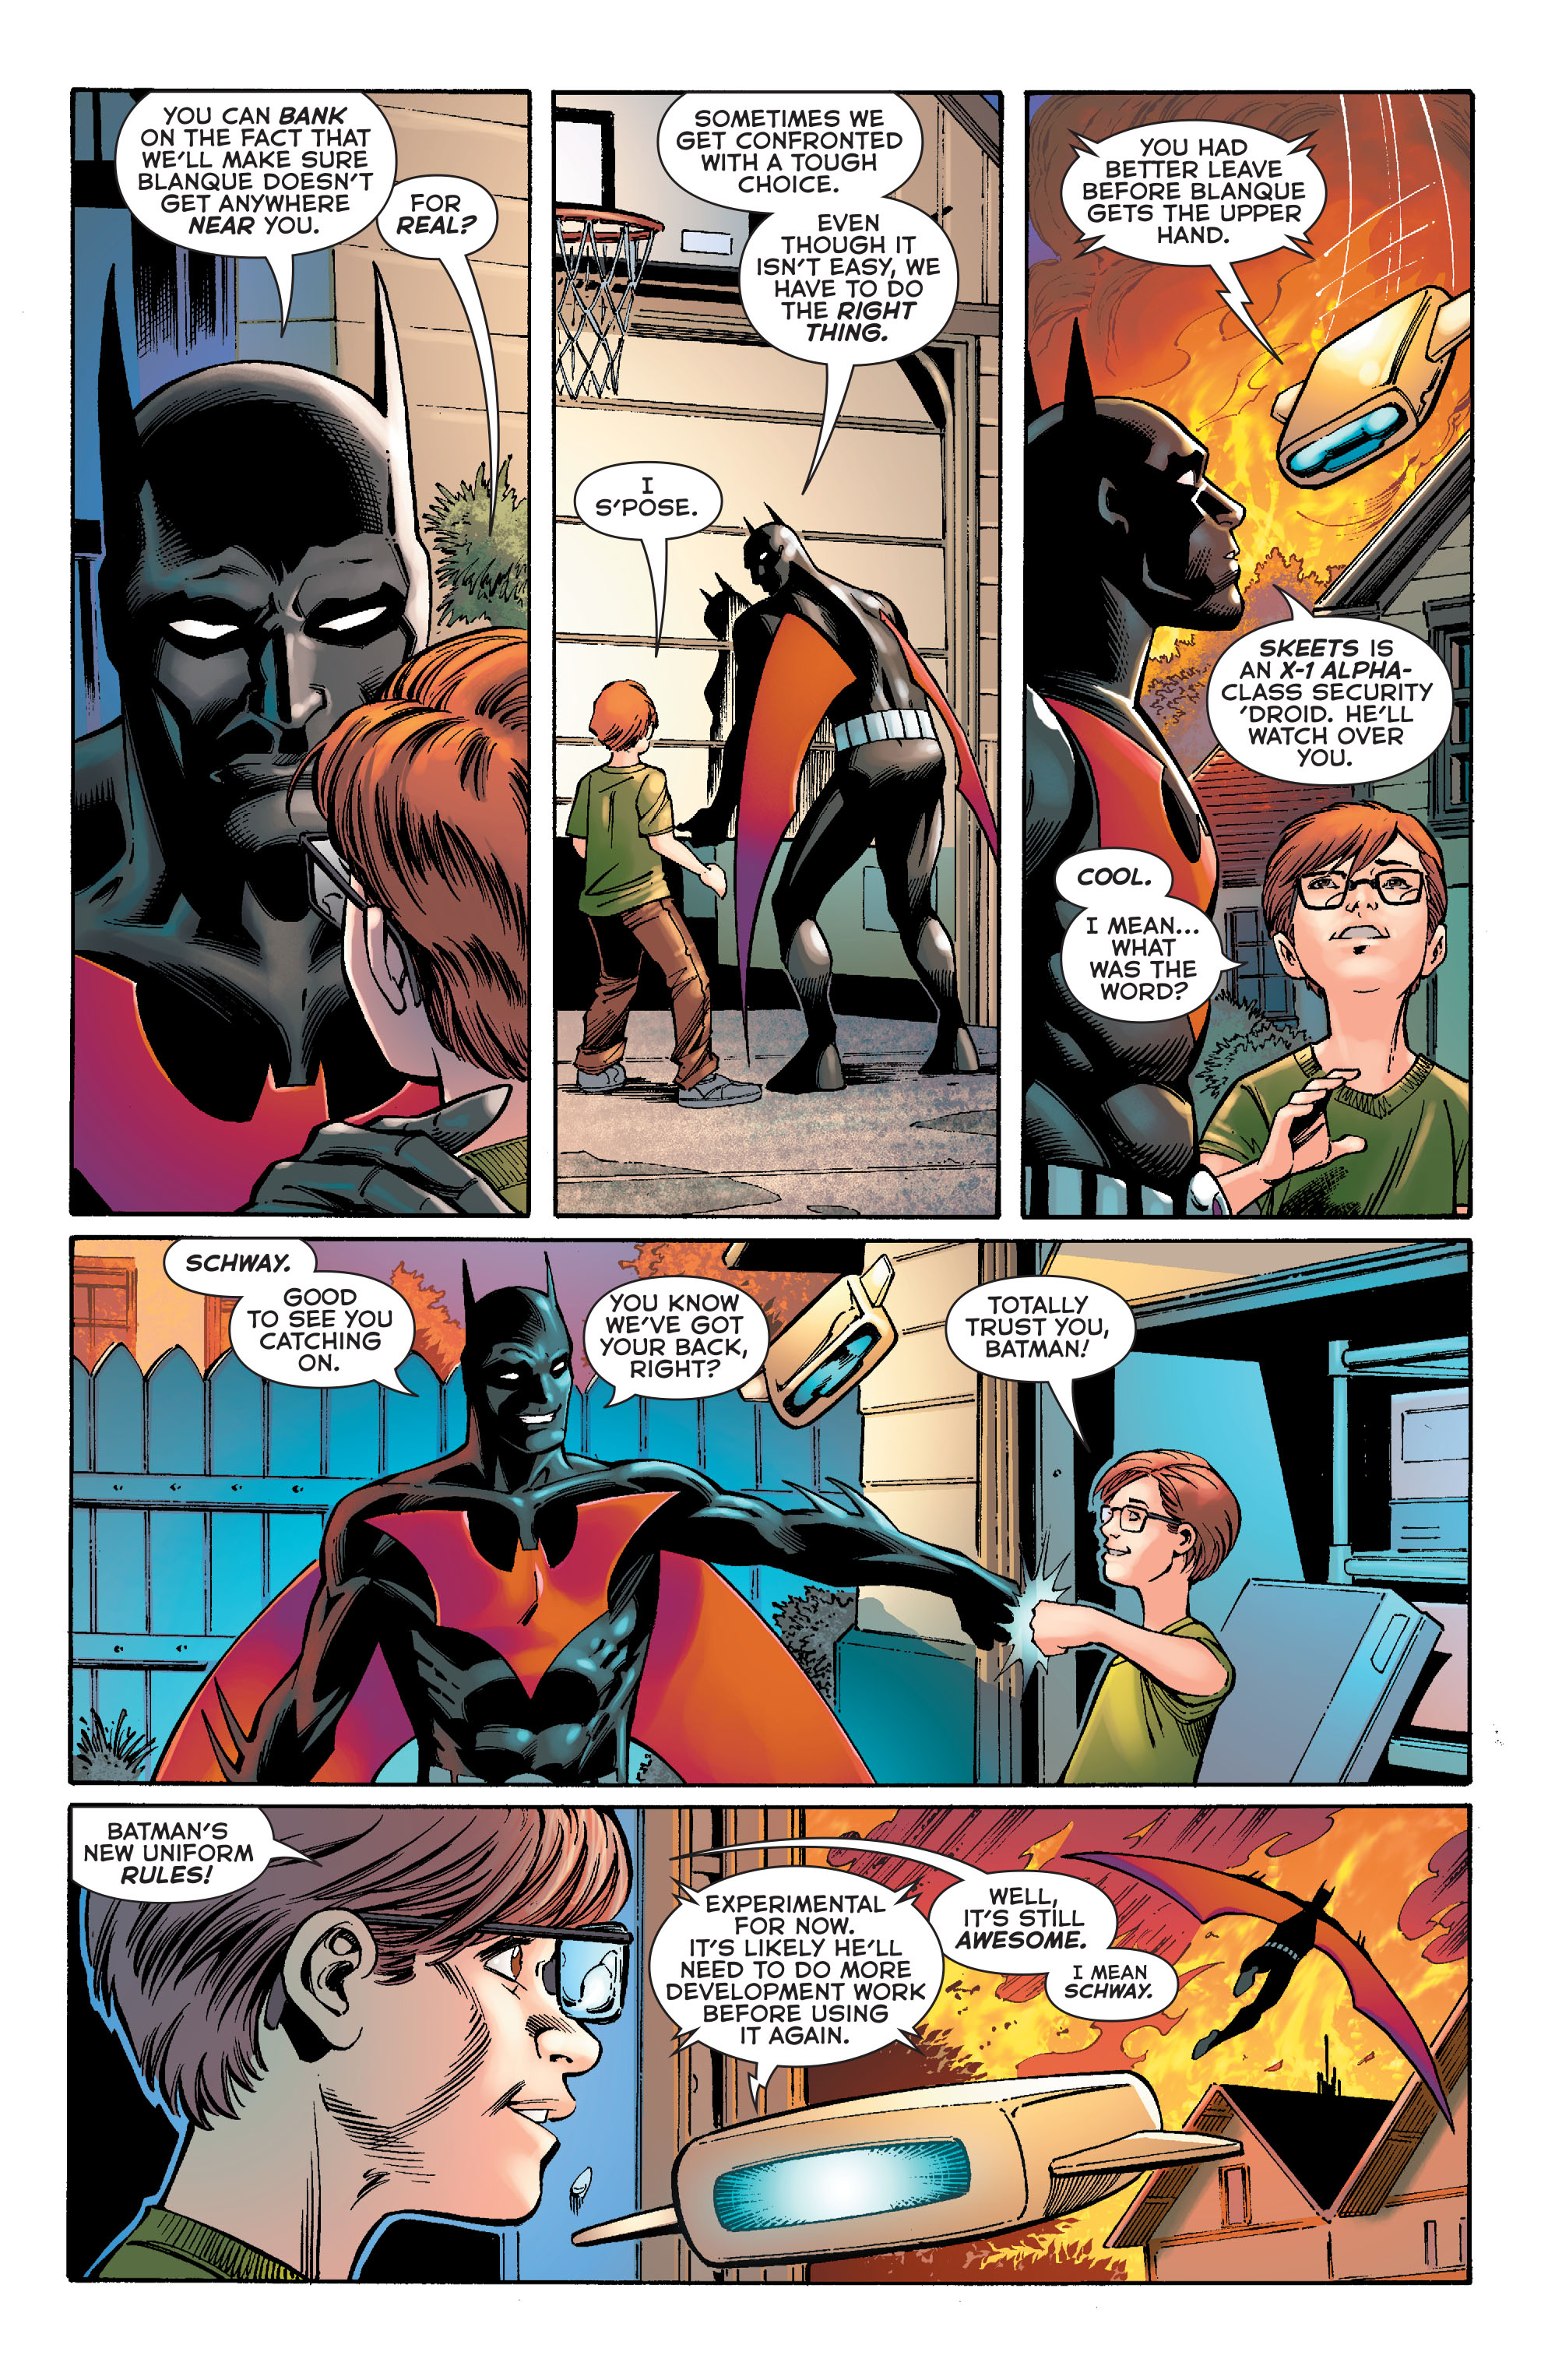 YOU CAN BANK
ON THE FACT THAT
WE'LL MAKE SURE
BLANQUE DOESN'T
GET ANYWHERE
NEAR YOU.
FOR
REAL?
SOMETIMES WE
GET CONFRONTED
WITH A TOUGH
CHOICE.
EVEN
THOUGH IT
ISN'T EASY, WE
HAVE TO DO
THE RIGHT
THING.
I
S'POSE.
YOU HAD
BETTER LEAVE
BEFORE BLANQUE
GETS THE UPPER
HAND.
SKEETS IS
AN X-1 ALPHA-
CLASS SECURITY
'DROID. HE'LL
WATCH OVER
YOU.
COOL.
I MEAN...
WHAT
WAS THE
WORD?
SCHWAY.
GOOD
TO SEE YOU
CATCHING
ON.
YOU KNOW
WE'VE GOT
YOUR BACK,
RIGHT?
TOTALLY
TRUST YOU,
BATMAN!
BATMAN'S
NEW UNIFORM
RULES!
EXPERIMENTAL
FOR NOW.
IT'S LIKELY HE'LL
NEED TO DO MORE
DEVELOPMENT WORK
BEFORE USING
IT AGAIN.
WELL,
IT'S STILL
AWESOME.
I MEAN
SCHWAY.